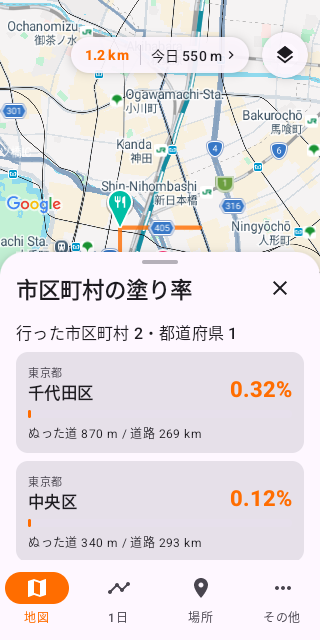 Ochanomizu
御茶ノ水
1.2 km
今日 550 m
Ogawamachi-Sta.
小川町
301
Bakurochō
馬喰町
Kanda
神田
4
6
Shin-Nihombashi
新日本橋
1
316
Google
405
Ningyōchō
人形町
achi Sta.
市区町村の塗り率
行った市区町村 2・都道府県 1
東京都
千代田区
0.32%
ぬった道 870 m / 道路 269 km
東京都
中央区
0.12%
ぬった道 340 m / 道路 293 km
地図
1日
場所
その他